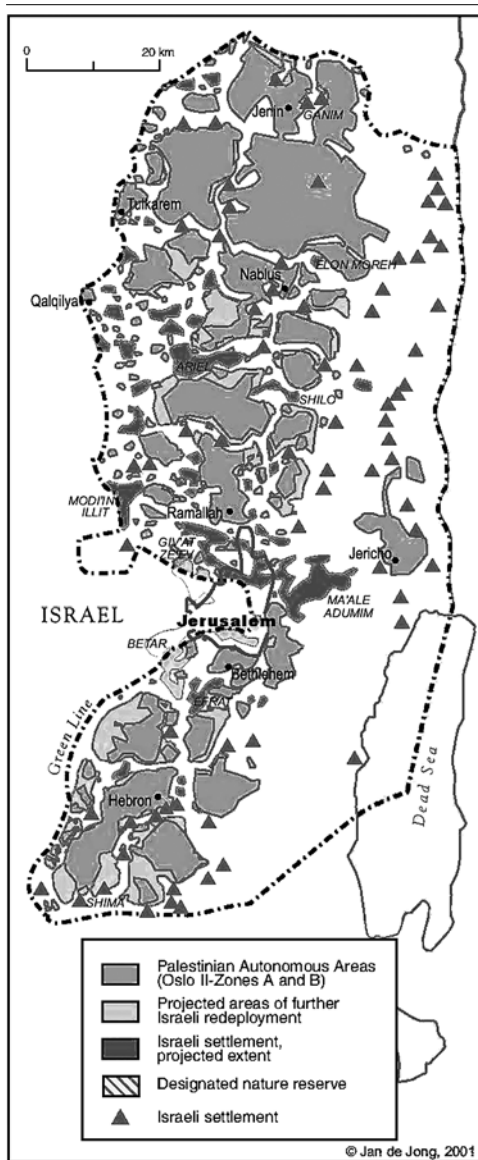 0 20 km
Jenin
GANIM
Tulkarem
Nablus
ELON MOREH
Qalqilya
ARIEL
SHILO
MODI'IN
ILLIT
Ramallah
GIV'AT
ZE'EV
Jericho
ISRAEL
MA'ALE
ADUMIM
Jerusalem
BETAR
Bethlehem
EFRAT
Green Line
Dead Sea
Hebron
SHIMA
Palestinian Autonomous Areas
(Oslo II-Zones A and B)
Projected areas of further
Israeli redeployment
Israeli settlement,
projected extent
Designated nature reserve
Israeli settlement
© Jan de Jong, 2001